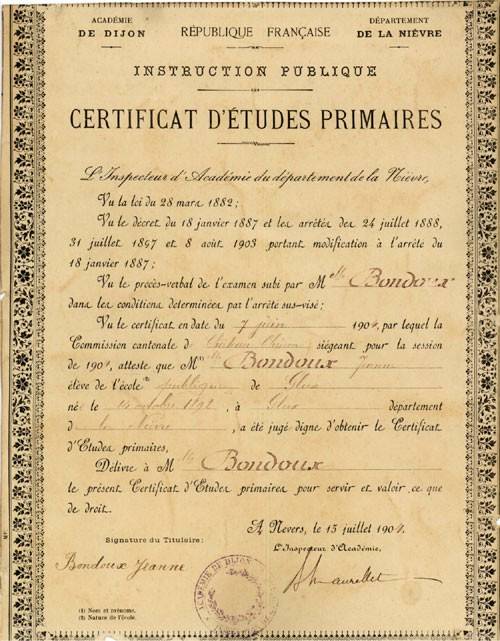 ACADÉMIE
DE DIJON
RÉPUBLIQUE FRANÇAISE
DÉPARTEMENT
DE LA NIÈVRE
INSTRUCTION PUBLIQUE
CERTIFICAT D'ÉTUDES PRIMAIRES
L'Inspecteur d'Académie du département de la Nièvre,
Vu la loi du 28 mars 1882;
Vu le décret du 18 janvier 1887 et les arrêtés des 24 juillet 1888,
31 juillet 1897 et 8 août 1903 portant modification à l'arrêté du
18 janvier 1887;
Vu le procès-verbal de l'examen subi par Mlle Bondoux
dans les conditions déterminées par l'arrêté sus-visé;
Vu le certificat en date du 7 juin 1904, par lequel la
Commission cantonale de Château Chinon siégeant pour la session
de 1904, atteste que Mlle Bondoux Jeanne
élève de l'école publique de Glux
né le 14 octobre 1892, à Glux département
d la Nièvre, a été jugé digne d'obtenir le Certificat
d'Etudes primaires,
Délivre à Mlle Bondoux
le présent Certificat d'Etudes primaires pour servir et valoir ce que
de droit.
A Nevers, le 15 juillet 1904.
Signature du Titulaire:
L'Inspecteur d'Académie,
Bondoux Jeanne
ACADÉMIE DE DIJON
(1) Nom et prénoms.
(2) Nature de l'école.